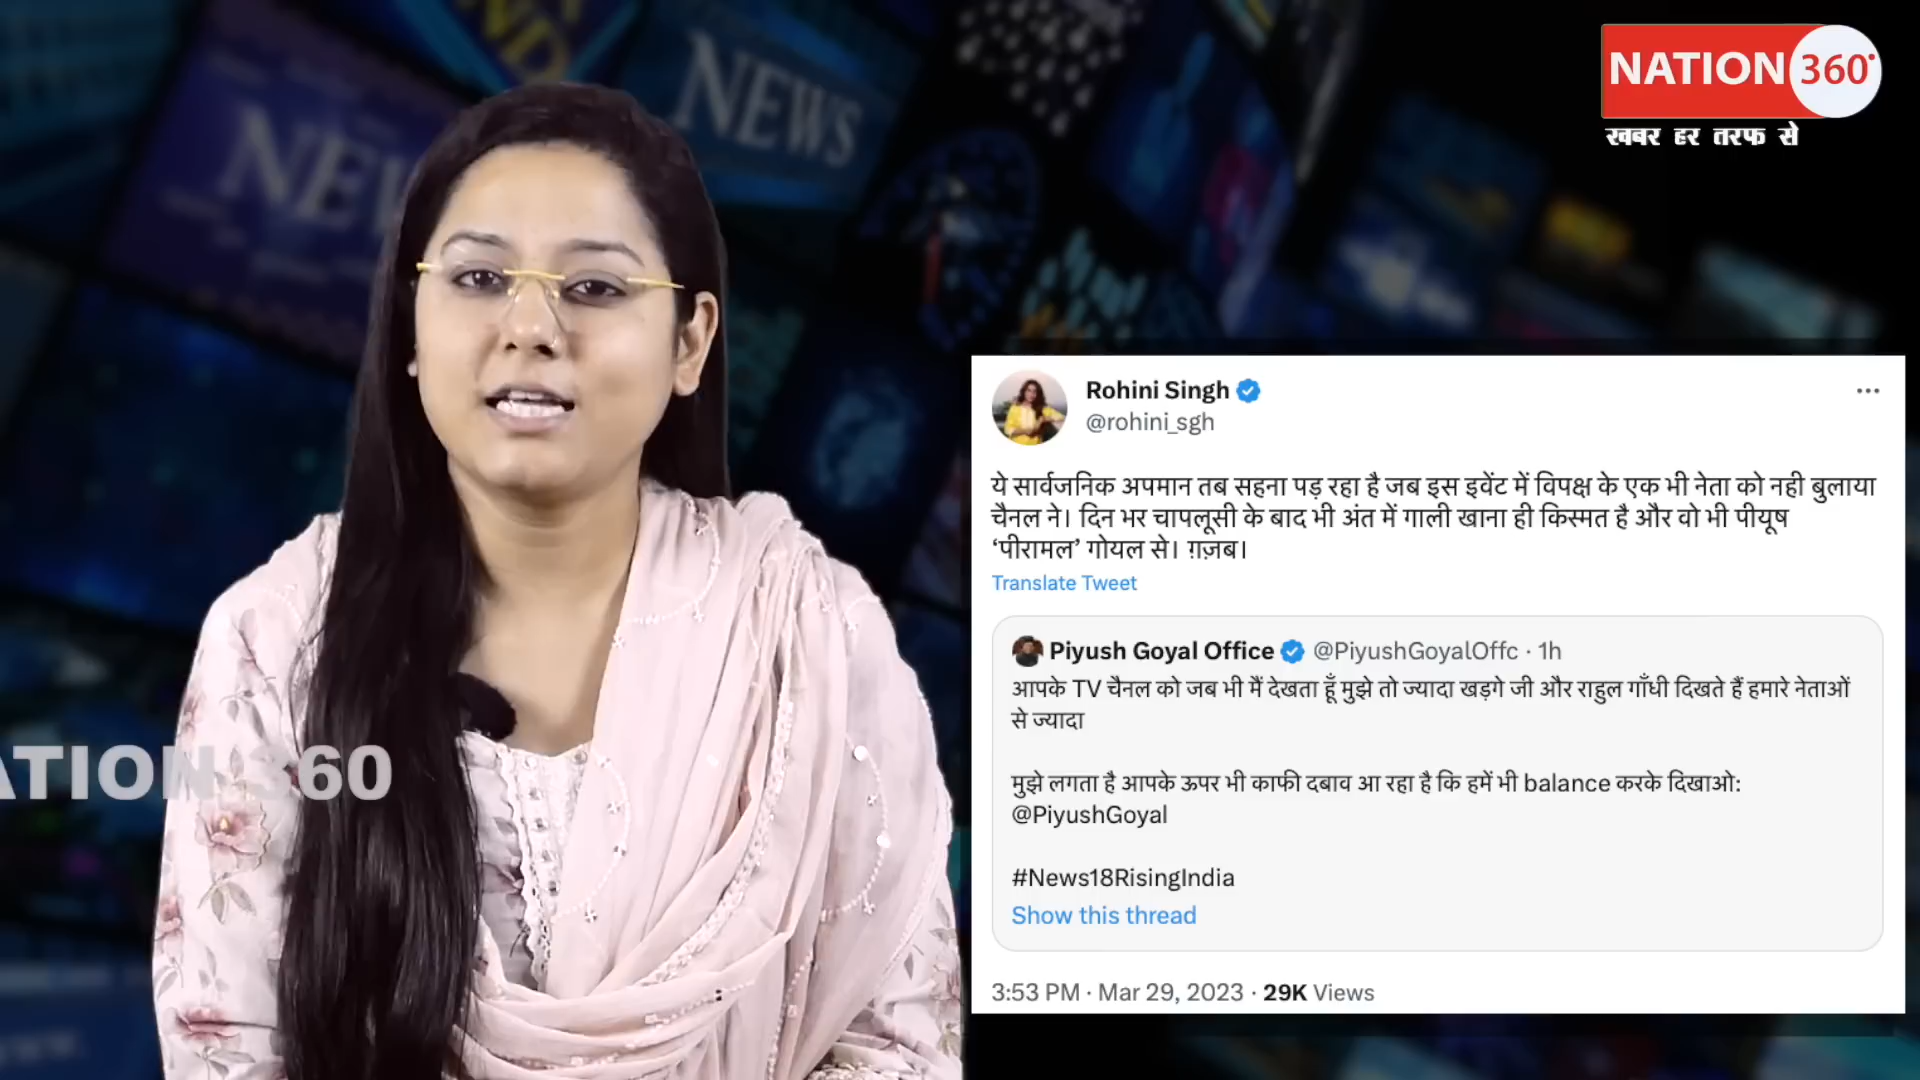 NEWS
NATION 360°
खबर हर तरफ से
Rohini Singh
@rohini_sgh
ये सार्वजनिक अपमान तब सहना पड़ रहा है जब इस इवेंट में विपक्ष के एक भी नेता को नही बुलाया
चैनल ने। दिन भर चापलूसी के बाद भी अंत में गाली खाना ही किस्मत है और वो भी पीयूष
‘पीरामल’ गोयल से। ग़ज़ब।
Translate Tweet
Piyush Goyal Office @PiyushGoyalOffc · 1h
आपके TV चैनल को जब भी मैं देखता हूँ मुझे तो ज्यादा खड़गे जी और राहुल गाँधी दिखते हैं हमारे नेताओं
से ज्यादा
मुझे लगता है आपके ऊपर भी काफी दबाव आ रहा है कि हमें भी balance करके दिखाओ:
@PiyushGoyal
#News18RisingIndia
Show this thread
3:53 PM · Mar 29, 2023 · 29K Views
ATION 360